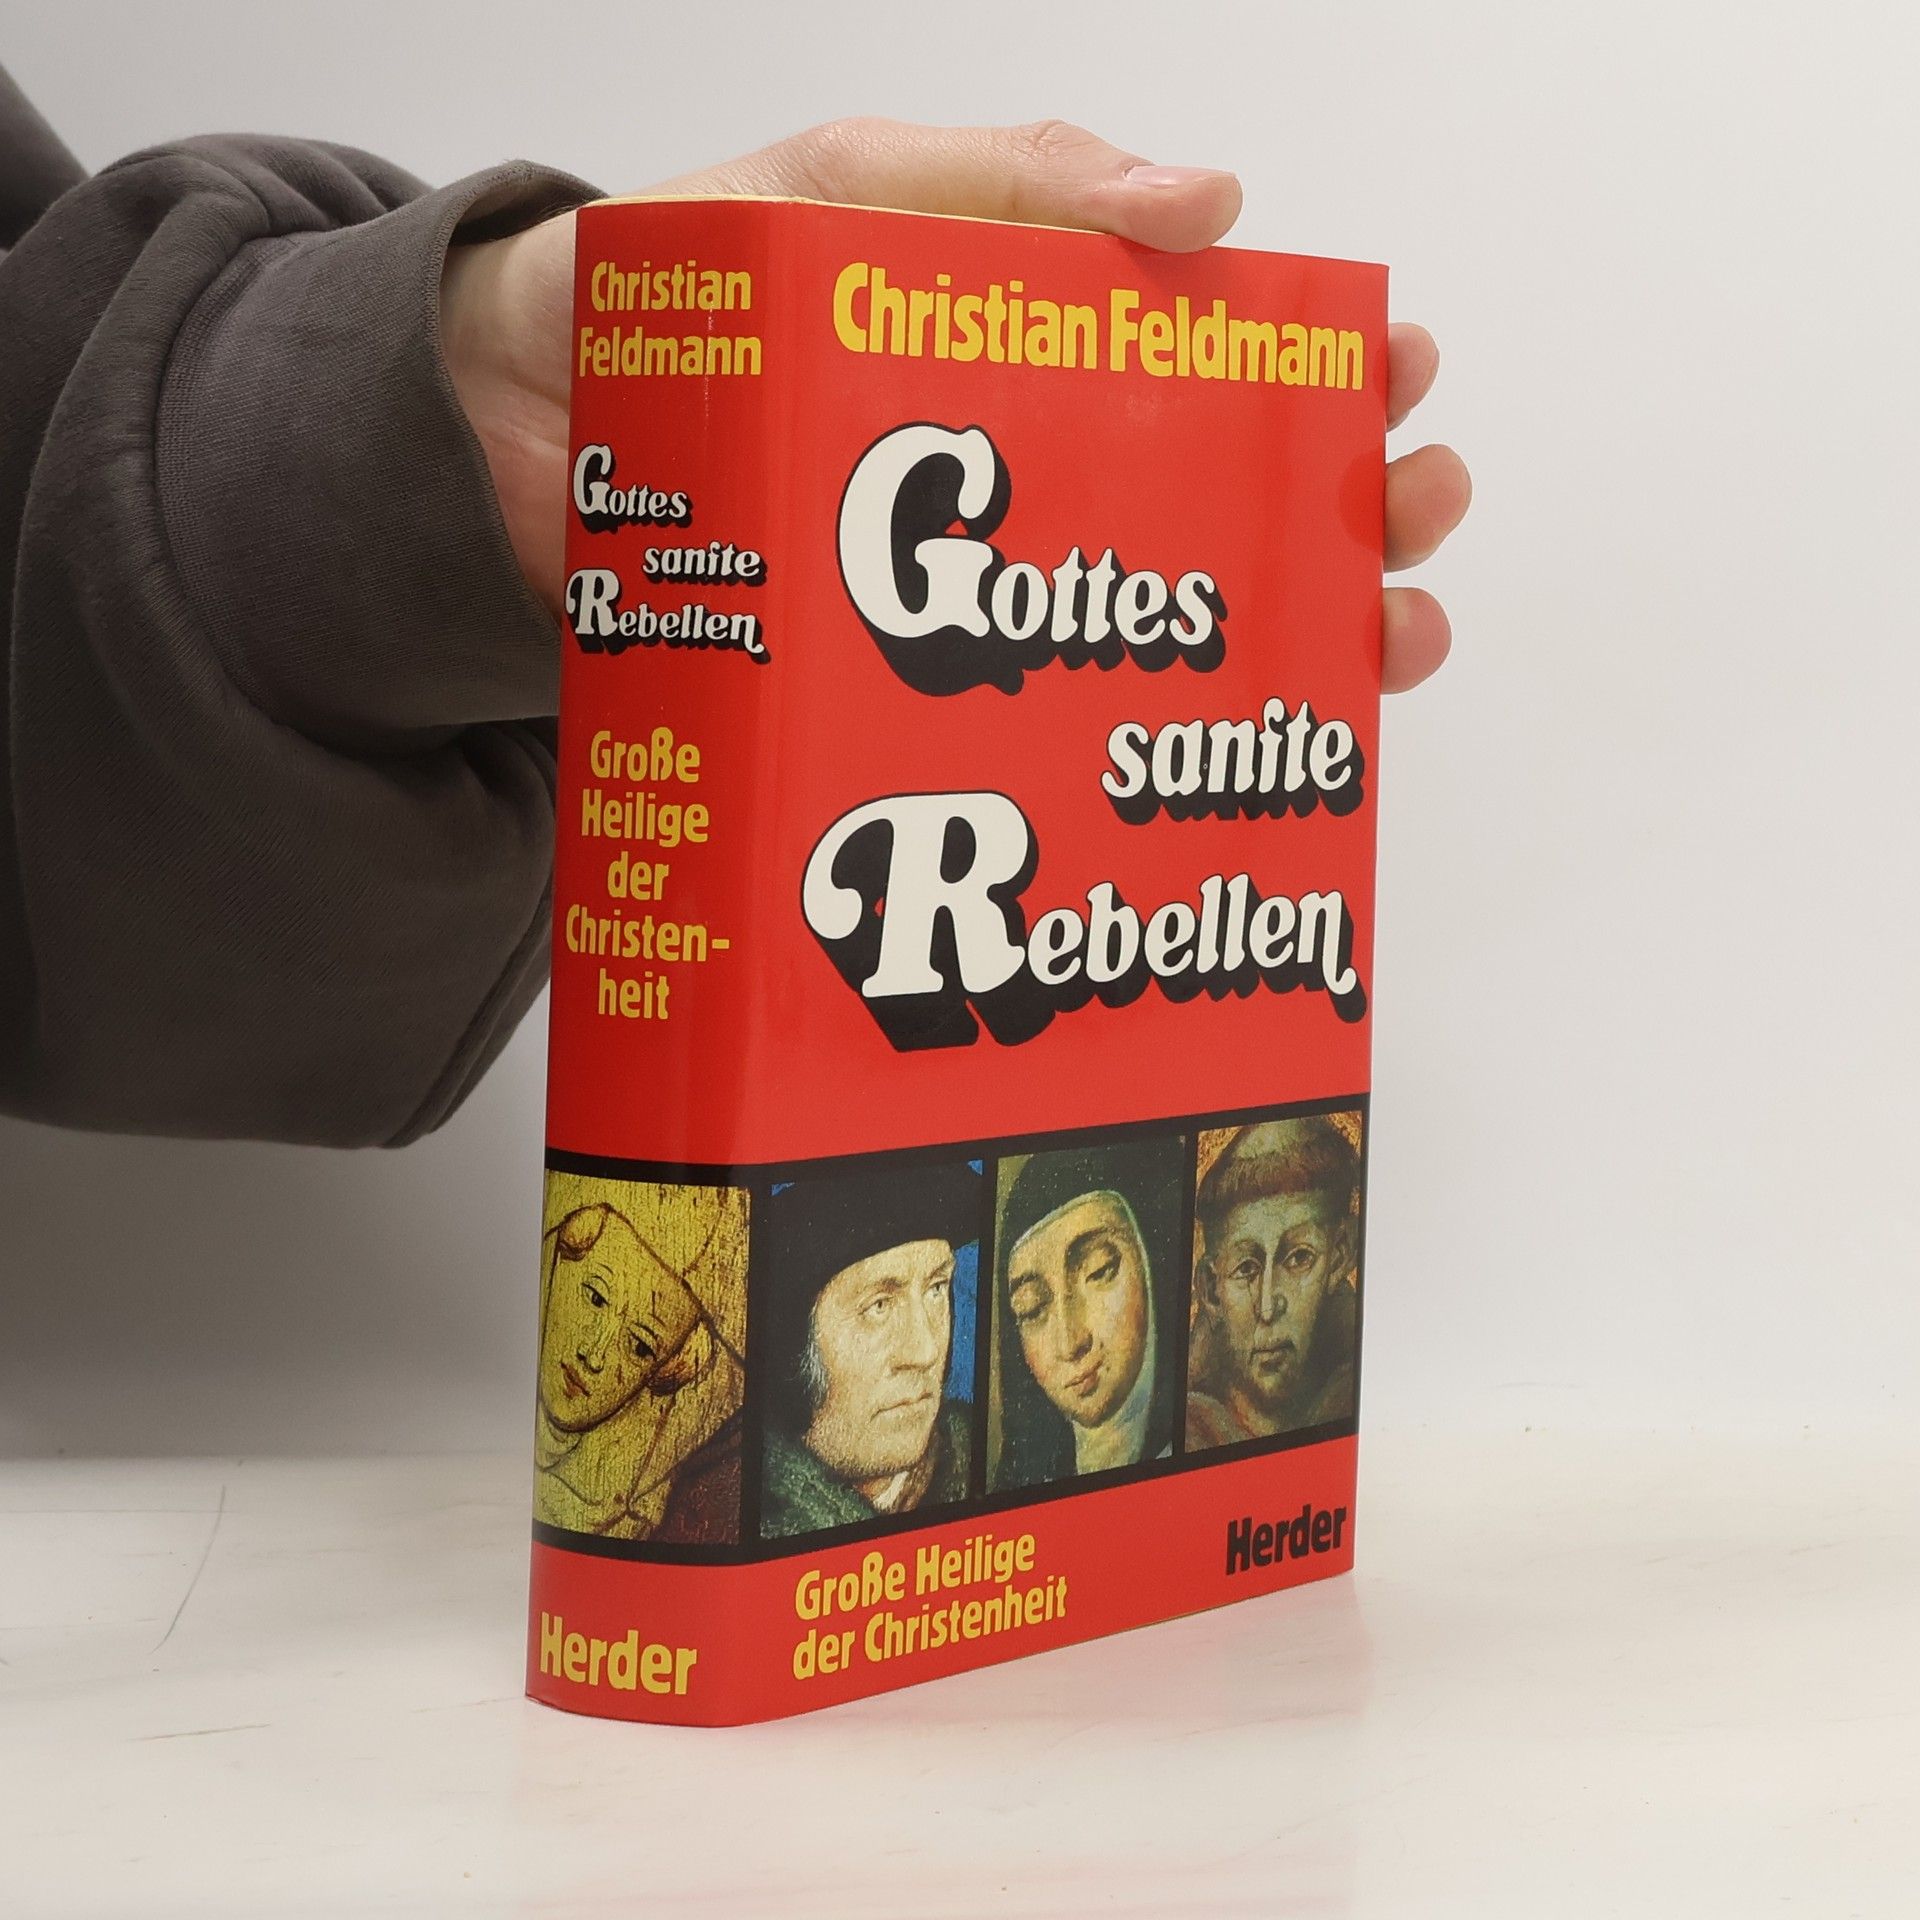 Christian
Feldmann
Gottes
sanfte
Rebellen
Große
Heilige
der
Christen-
heit
Herder
Christian Feldmann
Gottes
sanfte
Rebellen
Große Heilige
der Christenheit
Herder